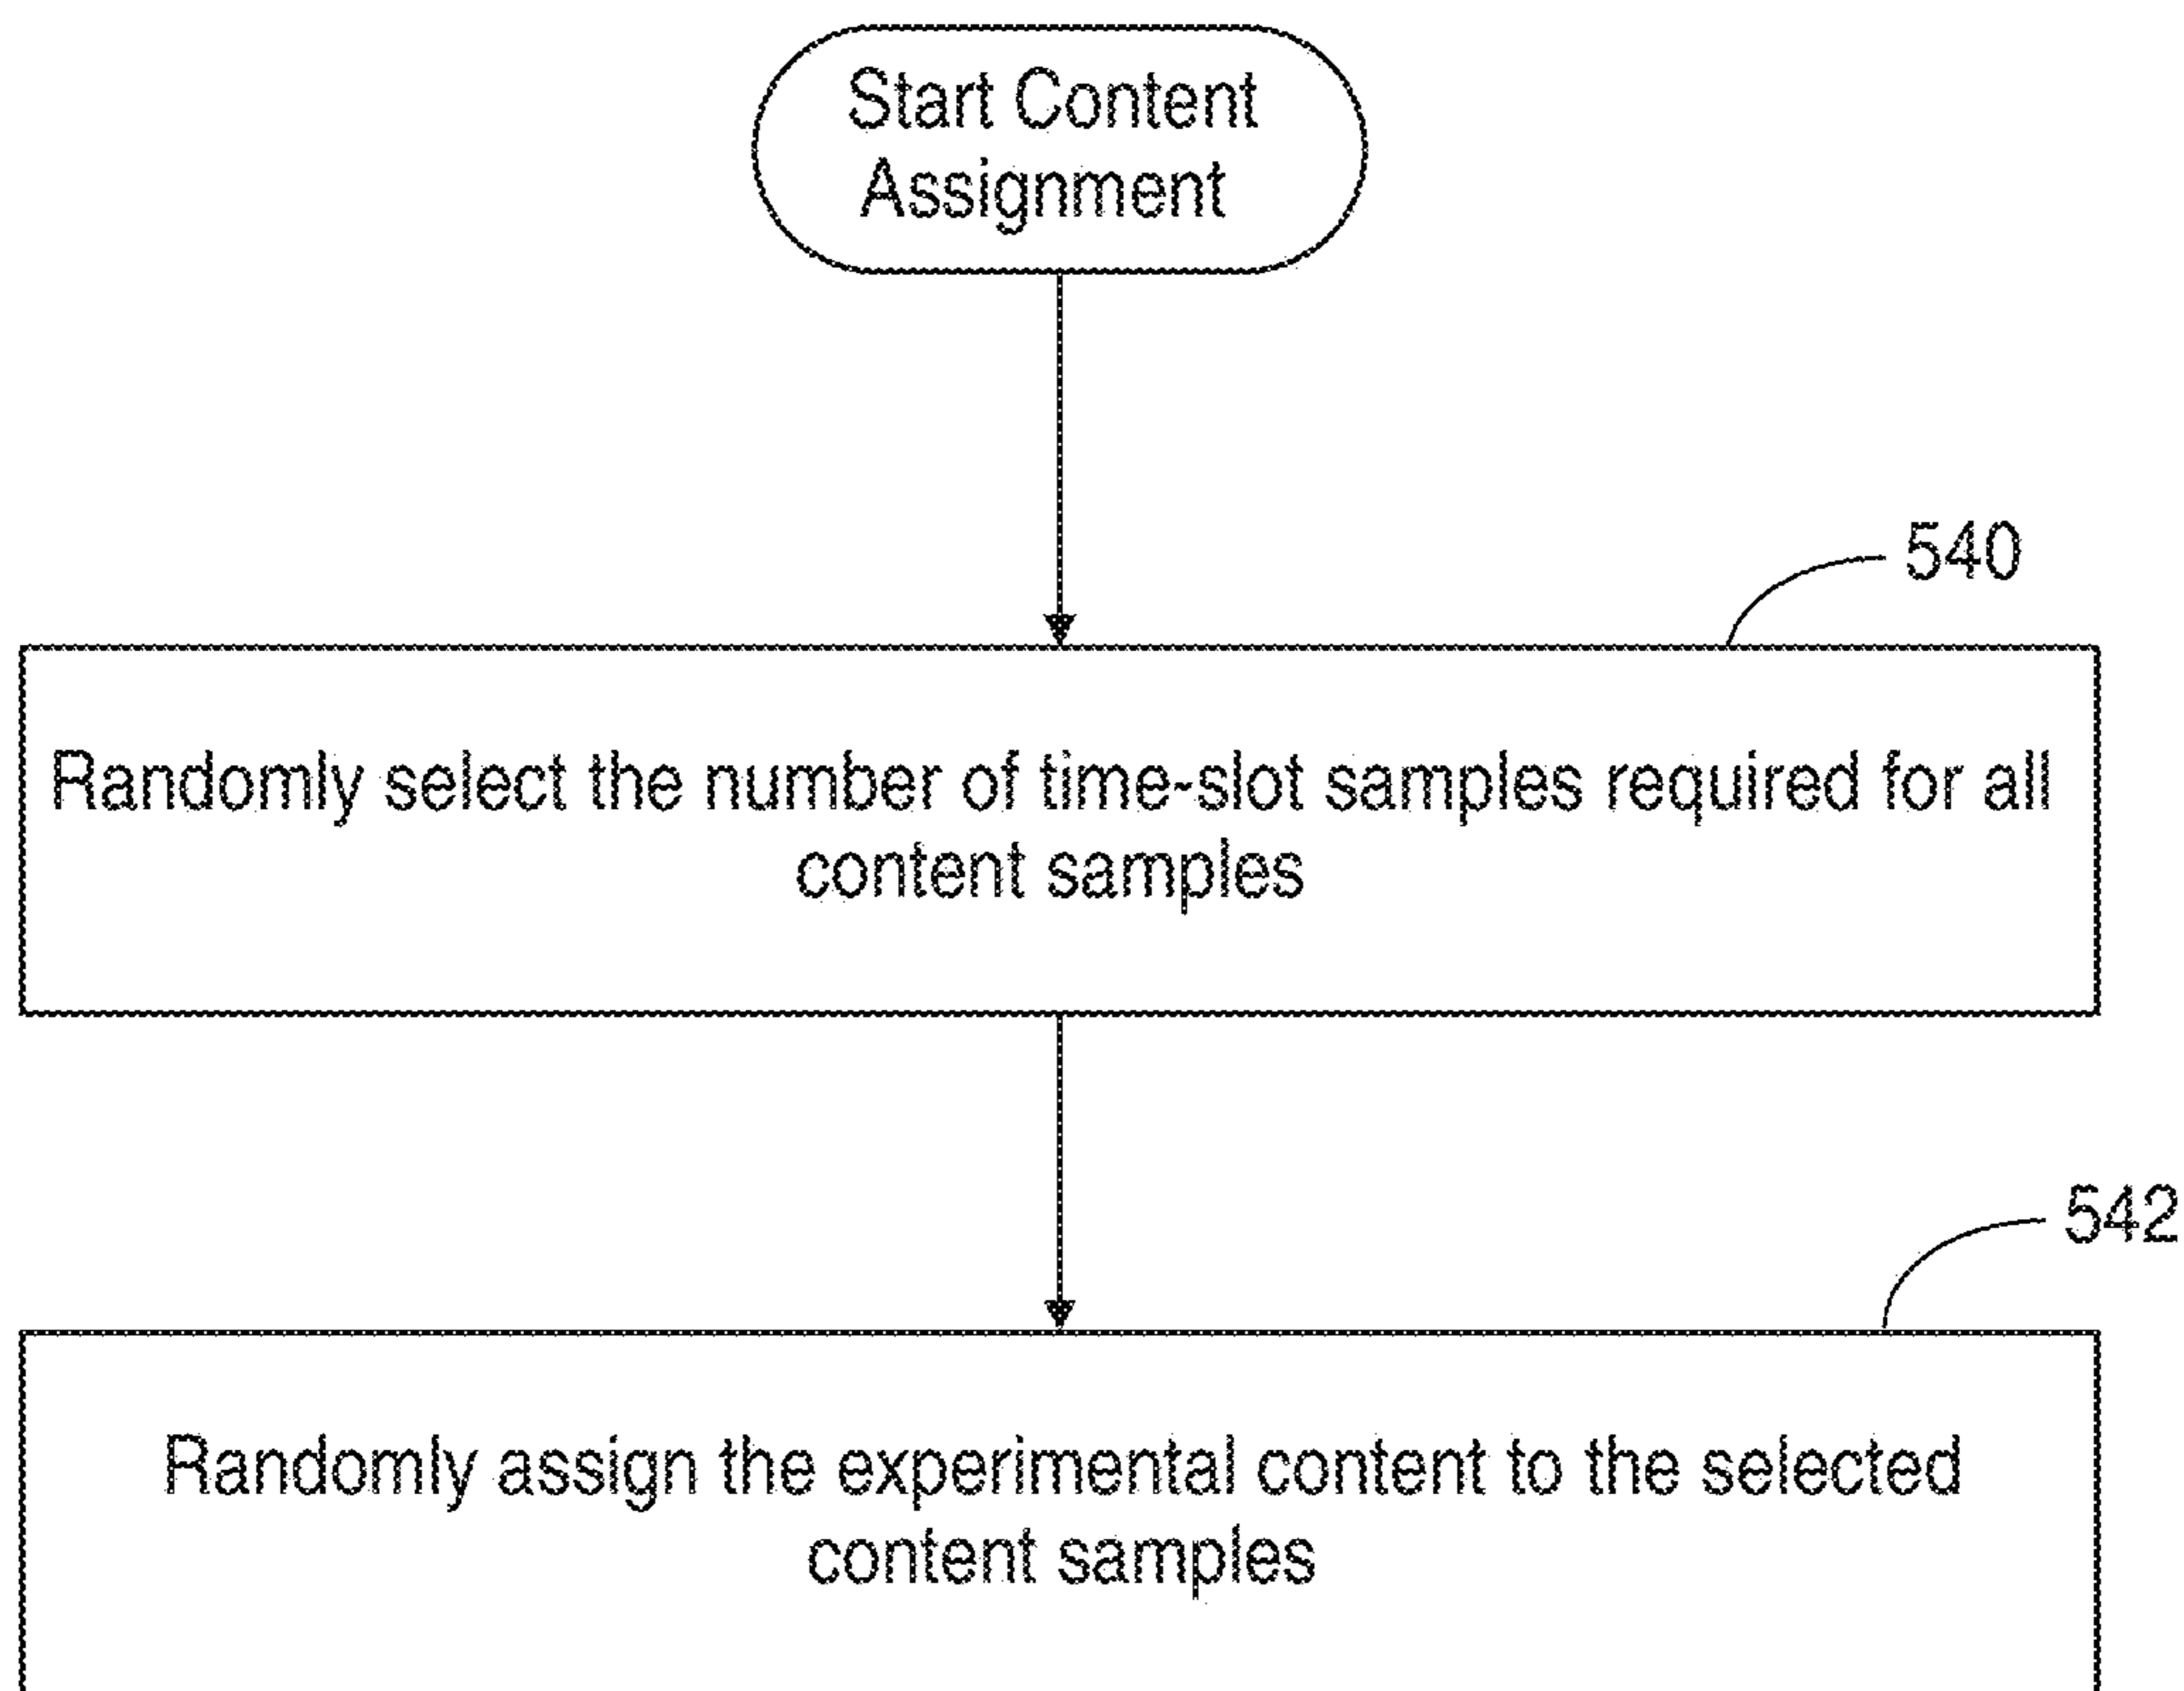 Start Content
Assignment
540
Randomly select the number of time-slot samples required for all
content samples
542
Randomly assign the experimental content to the selected
content samples